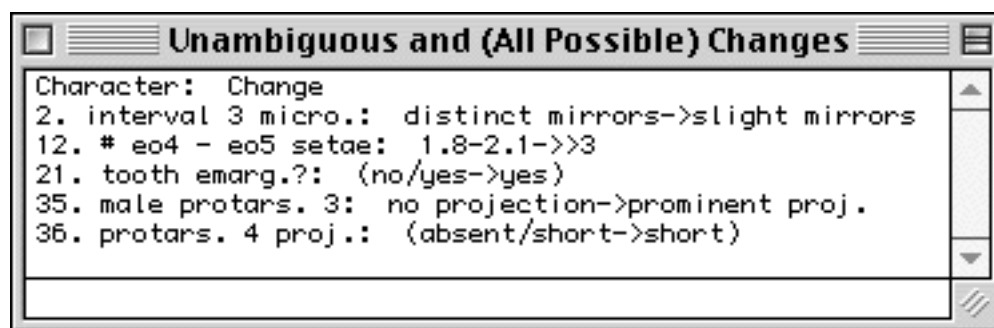 Unambiguous and (All Possible) Changes
Character:  Change
2. interval 3 micro.:  distinct mirrors->slight mirrors
12. # eo4 - eo5 setae:  1.8-2.1->>3
21. tooth emarg.?:  (no/yes->yes)
35. male protars. 3:  no projection->prominent proj.
36. protars. 4 proj.:  (absent/short->short)